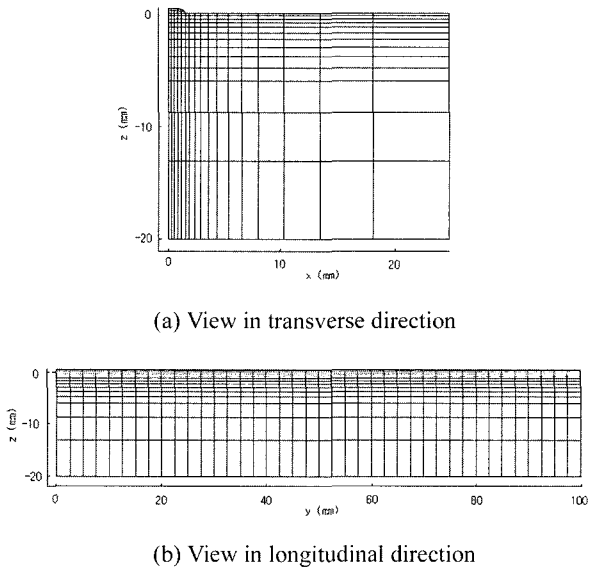 0
-10
-20
z (mm)
0 10 20
x (mm)
(a) View in transverse direction
0
-10
-20
z (mm)
0 20 40 60 80 100
y (mm)
(b) View in longitudinal direction